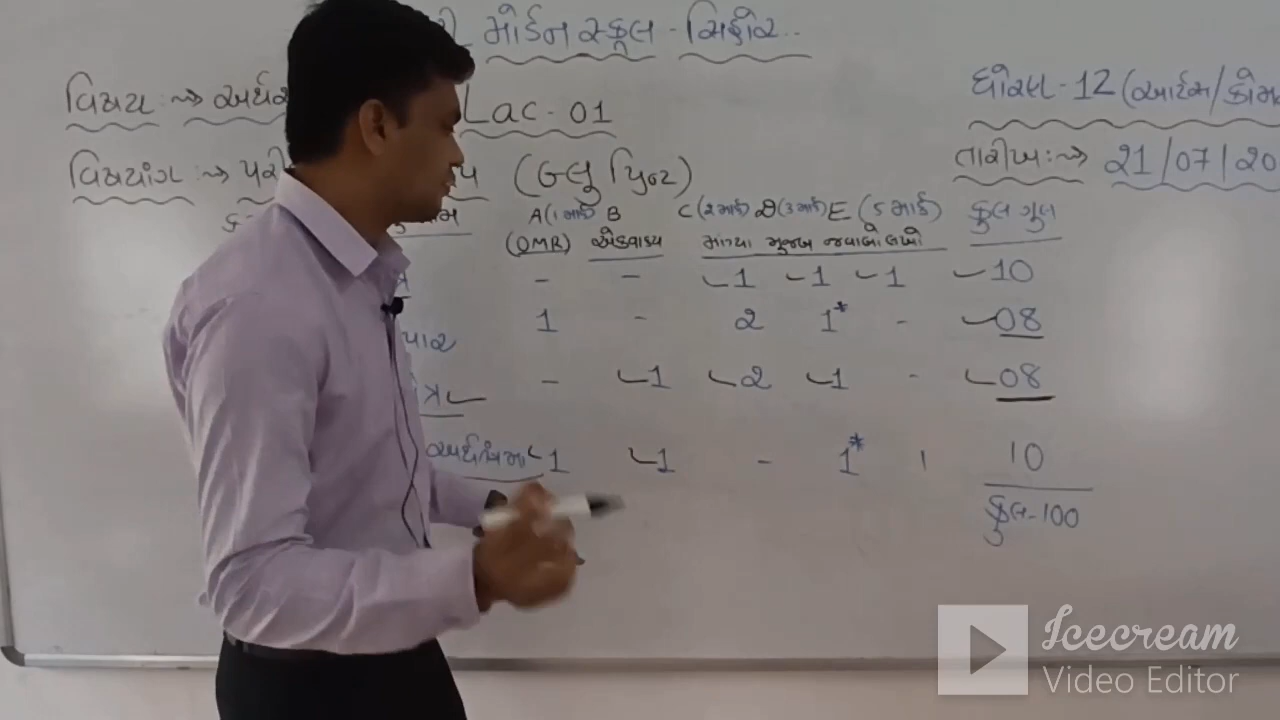 મોર્ડન સ્કૂલ - સિહોર..
વિષય :~> Lac - 01 ધોરણ - 12 (આર્ટસ/કોમ
વિષયાંગ :~> (બ્લુ પ્રિન્ટ) તારીખઃ~> 21/07/20
A(1 માર્ક) B C(2 માર્ક) D(3 માર્ક) E (5 માર્ક) કુલ ગુણ
(OMR) એકવાક્ય માંગ્યા મુજબ જવાબો લખો
- - 1 1 1 10
1 - 2 1* - 08
- 1 2 1 - 08
1 1 - 1* 1 10
કુલ-100
Icecream
Video Editor